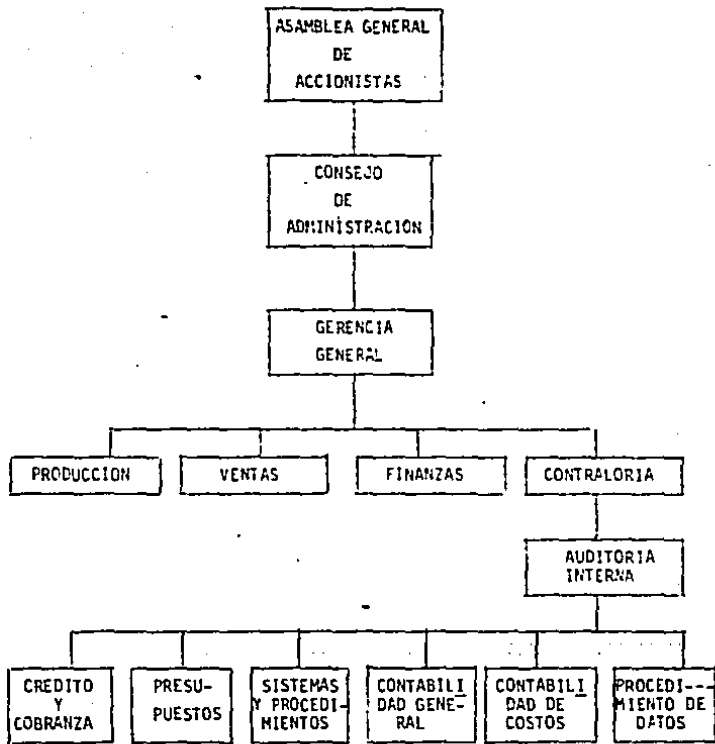 ASAMBLEA GENERAL
DE
ACCIONISTAS
CONSEJO
DE
ADMINISTRACION
GERENCIA
GENERAL
PRODUCCION
VENTAS
FINANZAS
CONTRALORIA
AUDITORIA
INTERNA
CREDITO
Y
COBRANZA
PRESU-
PUESTOS
SISTEMAS
Y PROCEDI-
MIENTOS
CONTABILI
DAD GENE-
RAL
CONTABILI
DAD DE
COSTOS
PROCEDI---
MIENTO DE
DATOS